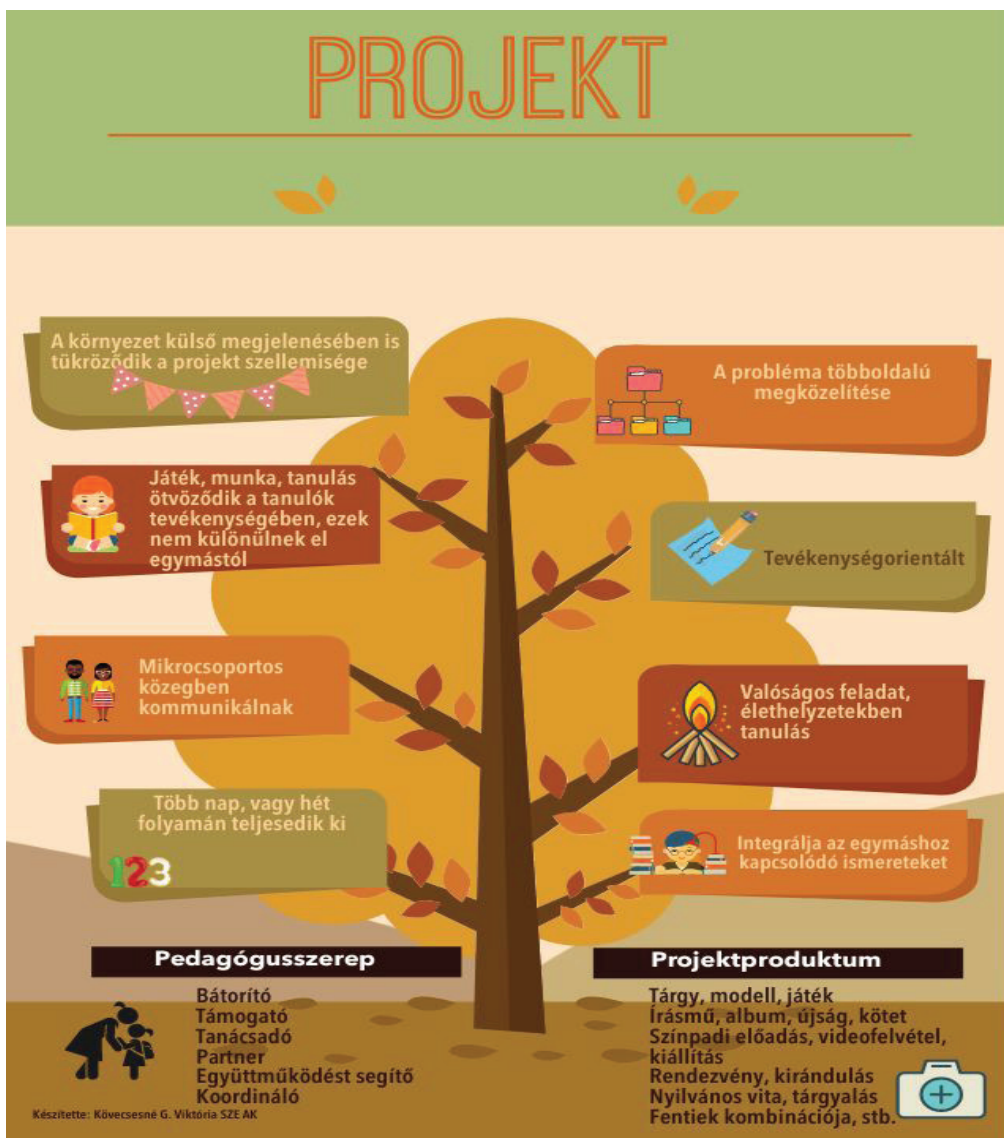 PROJEKT
A környezet külső megjelenésében is
tükröződik a projekt szellemisége
A probléma többoldalú
megközelítése
Játék, munka, tanulás
ötvöződik a tanulók
tevékenységében, ezek
nem különülnek el
egymástól
Tevékenységorientált
Mikrocsoportos
közegben
kommunikálnak
Valóságos feladat,
élethelyzetekben
tanulás
Több nap, vagy hét
folyamán teljesedik ki
123
Integrálja az egymáshoz
kapcsolódó ismereteket
Pedagógusszerep
Bátorító
Támogató
Tanácsadó
Partner
Együttműködést segítő
Koordináló
Készítette: Kövecsesné G. Viktória SZE AK
Projektproduktum
Tárgy, modell, játék
Írásmű, album, újság, kötet
Színpadi előadás, videofelvétel,
kiállítás
Rendezvény, kirándulás
Nyilvános vita, tárgyalás
Fentiek kombinációja, stb.